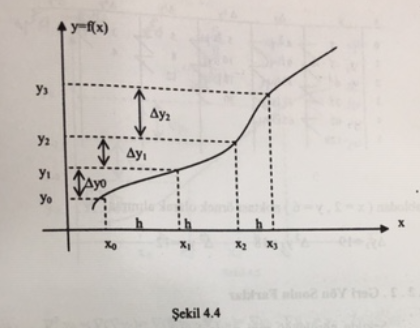 y=f(x)
y₃
Δy₂
y₂
Δy₁
y₁
Δy0
y₀
x
h h h
x₀ x₁ x₂ x₃
Şekil 4.4